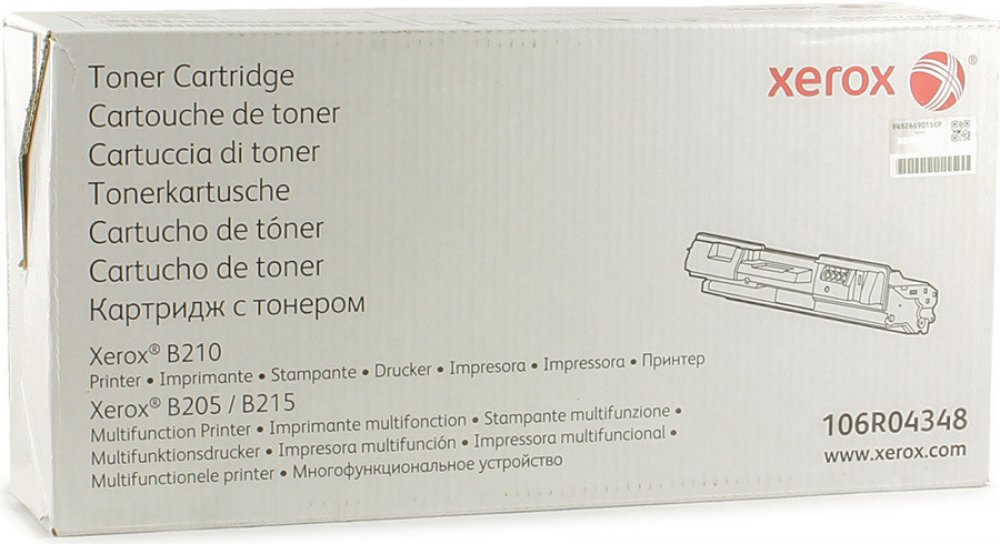 Toner Cartridge
Cartouche de toner
Cartuccia di toner
Tonerkartusche
Cartucho de tóner
Cartucho de toner
Картридж с тонером
Xerox® B210
Printer • Imprimante • Stampante • Drucker • Impresora • Impressora • Принтер
Xerox® B205 / B215
Multifunction Printer • Imprimante multifonction • Stampante multifunzione •
Multifunktionsdrucker • Impresora multifunción • Impressora multifuncional •
Multifunctionele printer • Многофункциональное устройство
xerox®
106R04348
www.xerox.com